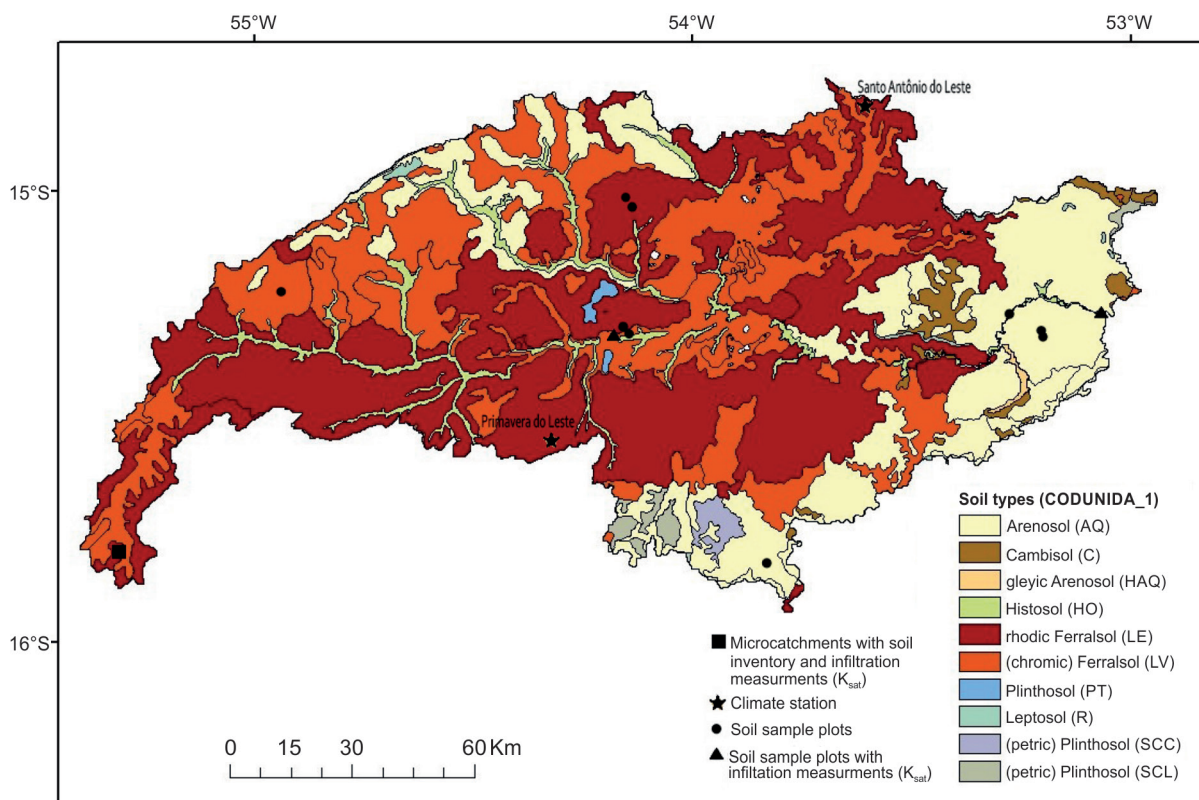 55°W
54°W
53°W
Santo Antônio do Leste
15°S
Primavera do Leste
16°S
Soil types (CODUNIDA_1)
Arenosol (AQ)
Cambisol (C)
gleyic Arenosol (HAQ)
Histosol (HO)
rhodic Ferralsol (LE)
(chromic) Ferralsol (LV)
Plinthosol (PT)
Leptosol (R)
(petric) Plinthosol (SCC)
(petric) Plinthosol (SCL)
Microcatchments with soil
inventory and infiltration
measurments (Ksat)
Climate station
Soil sample plots
Soil sample plots with
infiltation measurments (Ksat)
0 15 30 60 Km